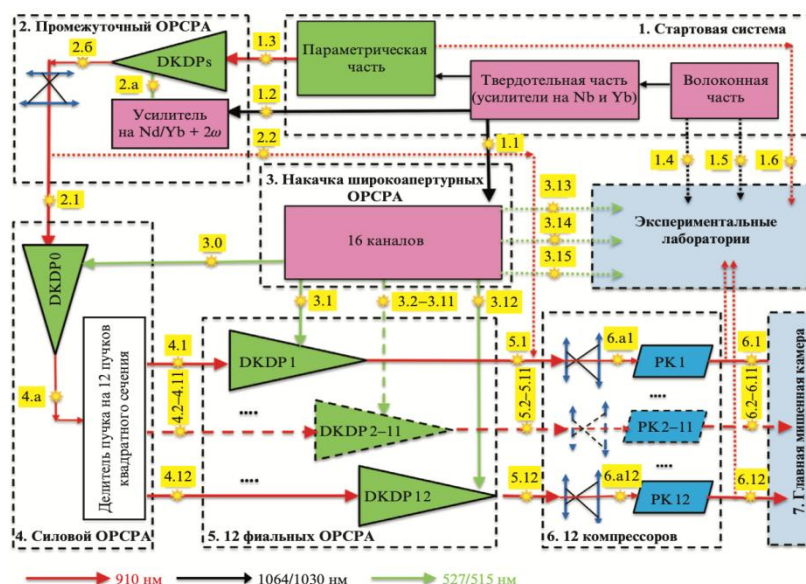 2. Промежуточный OPCPA
2.б
1.3
DKDPs
2.а
Усилитель
на Nd/Yb + 2ω
1.2
2.2
2.1
1. Стартовая система
Параметрическая
часть
Твердотельная часть
(усилители на Nb и Yb)
Волоконная
часть
1.1
1.4
1.5
1.6
3. Накачка широкоапертурных
OPCPA
16 каналов
3.13
3.14
3.15
Экспериментальные
лаборатории
3.0
3.1
3.2–3.11
3.12
DKDP0
4.а
Делитель пучка на 12 пучков
квадратного сечения
4. Силовой OPCPA
4.1
4.2–4.11
4.12
DKDP 1
....
DKDP 2–11
....
DKDP 12
5. 12 фиальных OPCPA
5.1
5.2–5.11
5.12
6.а1
PK 1
....
PK 2–11
....
6.а12
PK 12
6. 12 компрессоров
6.1
6.2–6.11
6.12
7. Главная мишенная камера
910 нм
1064/1030 нм
527/515 нм